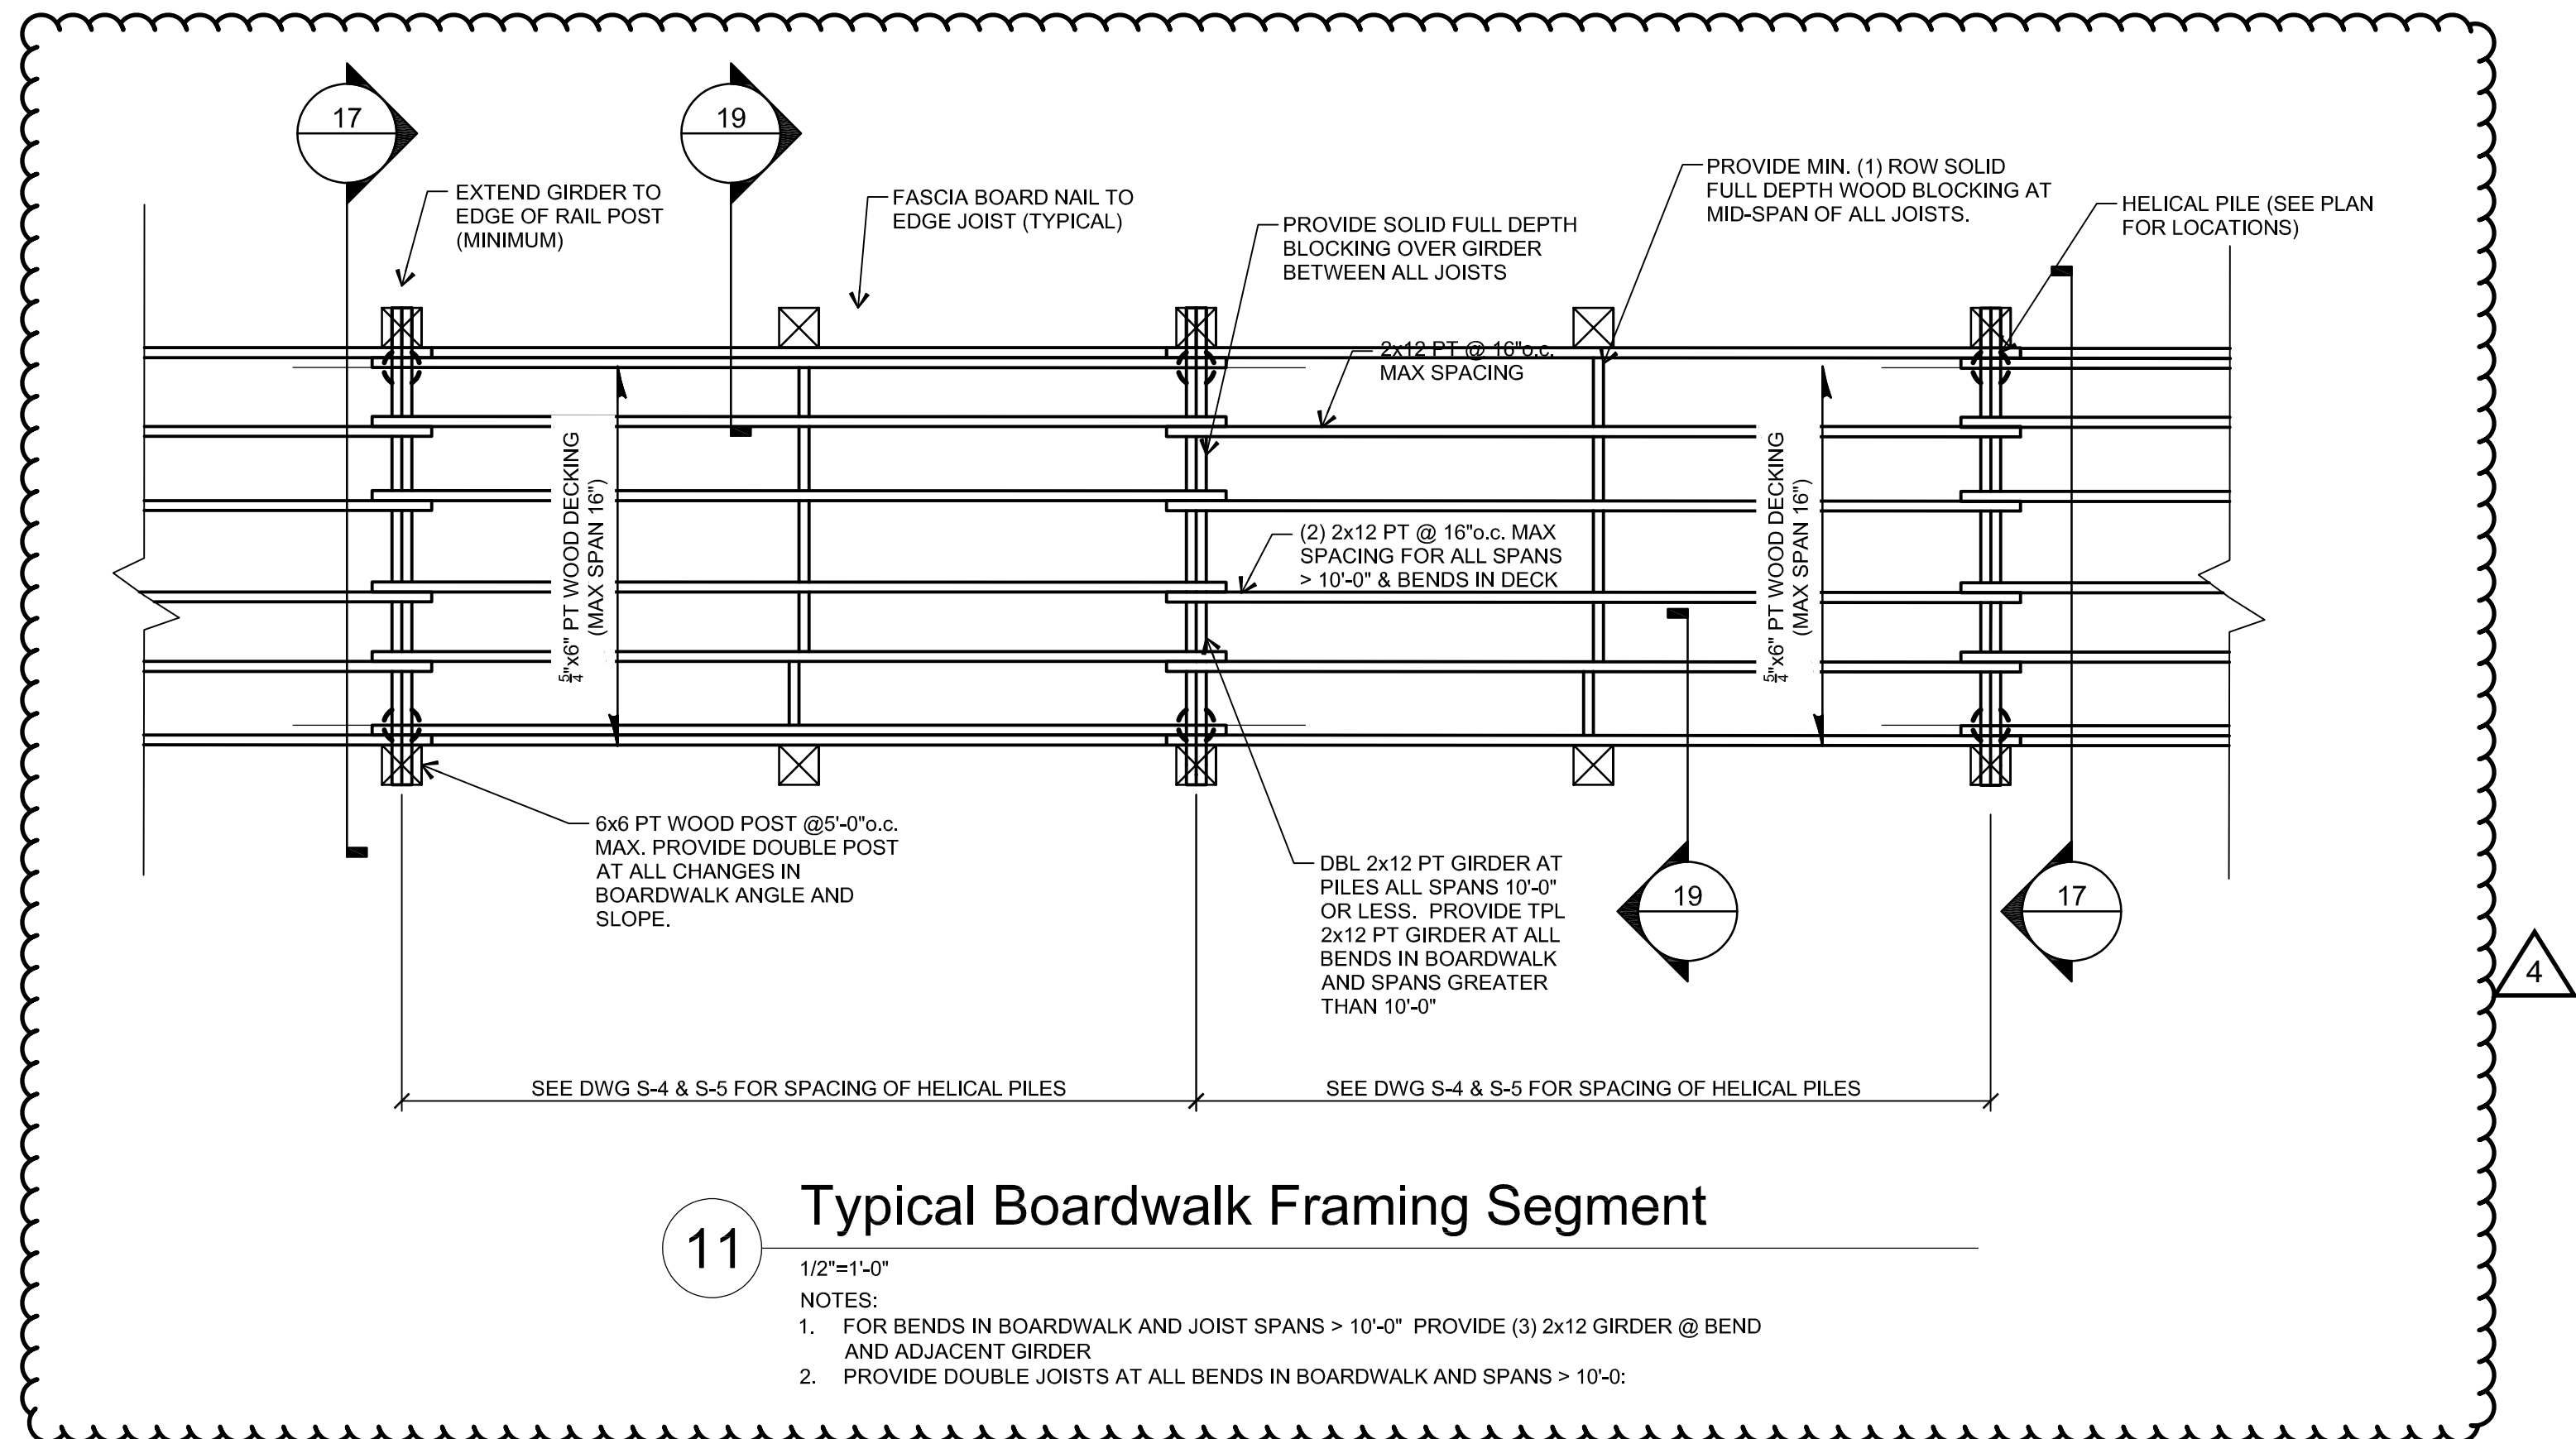 17
19
EXTEND GIRDER TO
EDGE OF RAIL POST
(MINIMUM)
FASCIA BOARD NAIL TO
EDGE JOIST (TYPICAL)
PROVIDE SOLID FULL DEPTH
BLOCKING OVER GIRDER
BETWEEN ALL JOISTS
PROVIDE MIN. (1) ROW SOLID
FULL DEPTH WOOD BLOCKING AT
MID-SPAN OF ALL JOISTS.
HELICAL PILE (SEE PLAN
FOR LOCATIONS)
2x12 PT @ 16"o.c.
MAX SPACING
5/4"x6" PT WOOD DECKING
(MAX SPAN 16")
(2) 2x12 PT @ 16"o.c. MAX
SPACING FOR ALL SPANS
> 10'-0" & BENDS IN DECK
5/4"x6" PT WOOD DECKING
(MAX SPAN 16")
6x6 PT WOOD POST @5'-0"o.c.
MAX. PROVIDE DOUBLE POST
AT ALL CHANGES IN
BOARDWALK ANGLE AND
SLOPE.
DBL 2x12 PT GIRDER AT
PILES ALL SPANS 10'-0"
OR LESS. PROVIDE TPL
2x12 PT GIRDER AT ALL
BENDS IN BOARDWALK
AND SPANS GREATER
THAN 10'-0"
19
17
4
SEE DWG S-4 & S-5 FOR SPACING OF HELICAL PILES
SEE DWG S-4 & S-5 FOR SPACING OF HELICAL PILES
11
Typical Boardwalk Framing Segment
1/2"=1'-0"
NOTES:
1. FOR BENDS IN BOARDWALK AND JOIST SPANS > 10'-0" PROVIDE (3) 2x12 GIRDER @ BEND
AND ADJACENT GIRDER
2. PROVIDE DOUBLE JOISTS AT ALL BENDS IN BOARDWALK AND SPANS > 10'-0: